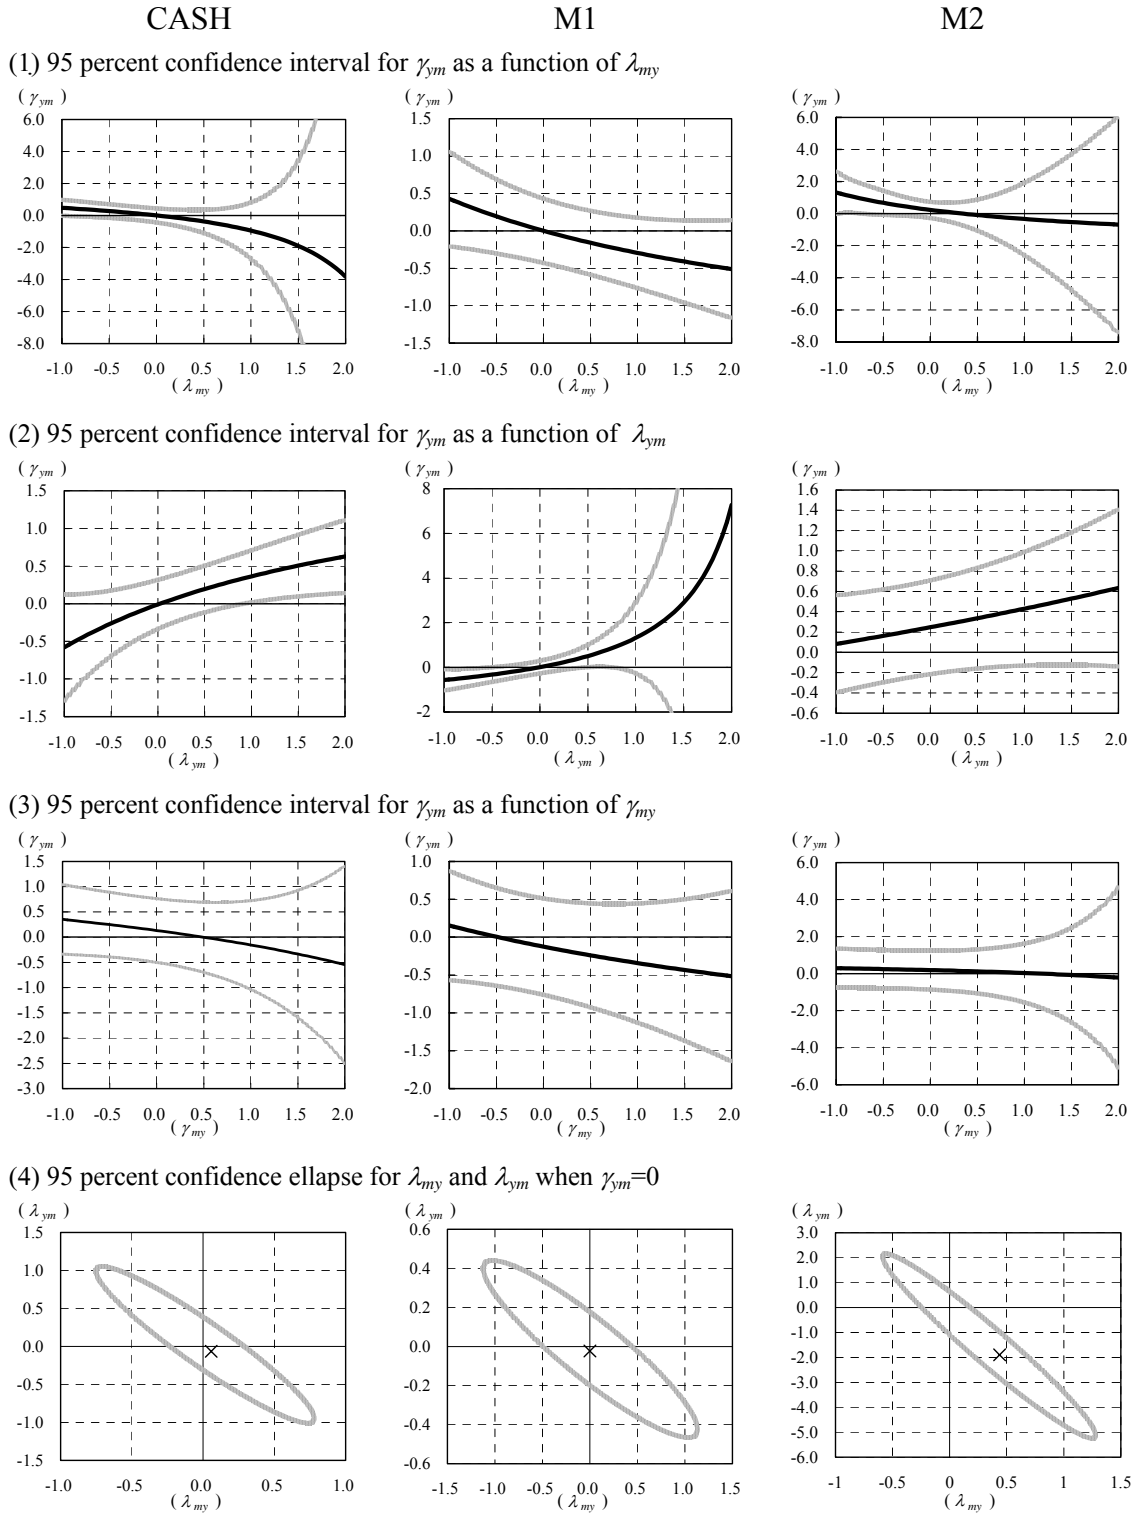 CASH M1 M2
(1) 95 percent confidence interval for γym as a function of λmy
(γym) (γym) (γym)
6.0
4.0
2.0
0.0
-2.0
-4.0
-6.0
-8.0
-1.0 -0.5 0.0 0.5 1.0 1.5 2.0
(λmy)
1.5
1.0
0.5
0.0
-0.5
-1.0
-1.5
-1.0 -0.5 0.0 0.5 1.0 1.5 2.0
(λmy)
6.0
4.0
2.0
0.0
-2.0
-4.0
-6.0
-8.0
-1.0 -0.5 0.0 0.5 1.0 1.5 2.0
(λmy)
(2) 95 percent confidence interval for γym as a function of λym
(γym) (γym) (γym)
1.5
1.0
0.5
0.0
-0.5
-1.0
-1.5
-1.0 -0.5 0.0 0.5 1.0 1.5 2.0
(λym)
8
6
4
2
0
-2
-1.0 -0.5 0.0 0.5 1.0 1.5 2.0
(λym)
1.6
1.4
1.2
1.0
0.8
0.6
0.4
0.2
0.0
-0.2
-0.4
-0.6
-1.0 -0.5 0.0 0.5 1.0 1.5 2.0
(λym)
(3) 95 percent confidence interval for γym as a function of γmy
(γym) (γym) (γym)
1.5
1.0
0.5
0.0
-0.5
-1.0
-1.5
-2.0
-2.5
-3.0
-1.0 -0.5 0.0 0.5 1.0 1.5 2.0
(γmy)
1.0
0.5
0.0
-0.5
-1.0
-1.5
-2.0
-1.0 -0.5 0.0 0.5 1.0 1.5 2.0
(γmy)
6.0
4.0
2.0
0.0
-2.0
-4.0
-6.0
-1 -0.5 0.0 0.5 1.0 1.5 2.0
(γmy)
(4) 95 percent confidence ellapse for λmy and λym when γym=0
(λym) (λym) (λym)
1.5
1.0
0.5
0.0
-0.5
-1.0
-1.5
-1.0 -0.5 0.0 0.5 1.0
(λmy)
0.6
0.4
0.2
0.0
-0.2
-0.4
-0.6
-1.5 -1 -0.5 0 0.5 1.0 1.5
(λmy)
3.0
2.0
1.0
0.0
-1.0
-2.0
-3.0
-4.0
-5.0
-6.0
-1 -0.5 0 0.5 1 1.5
(λmy)